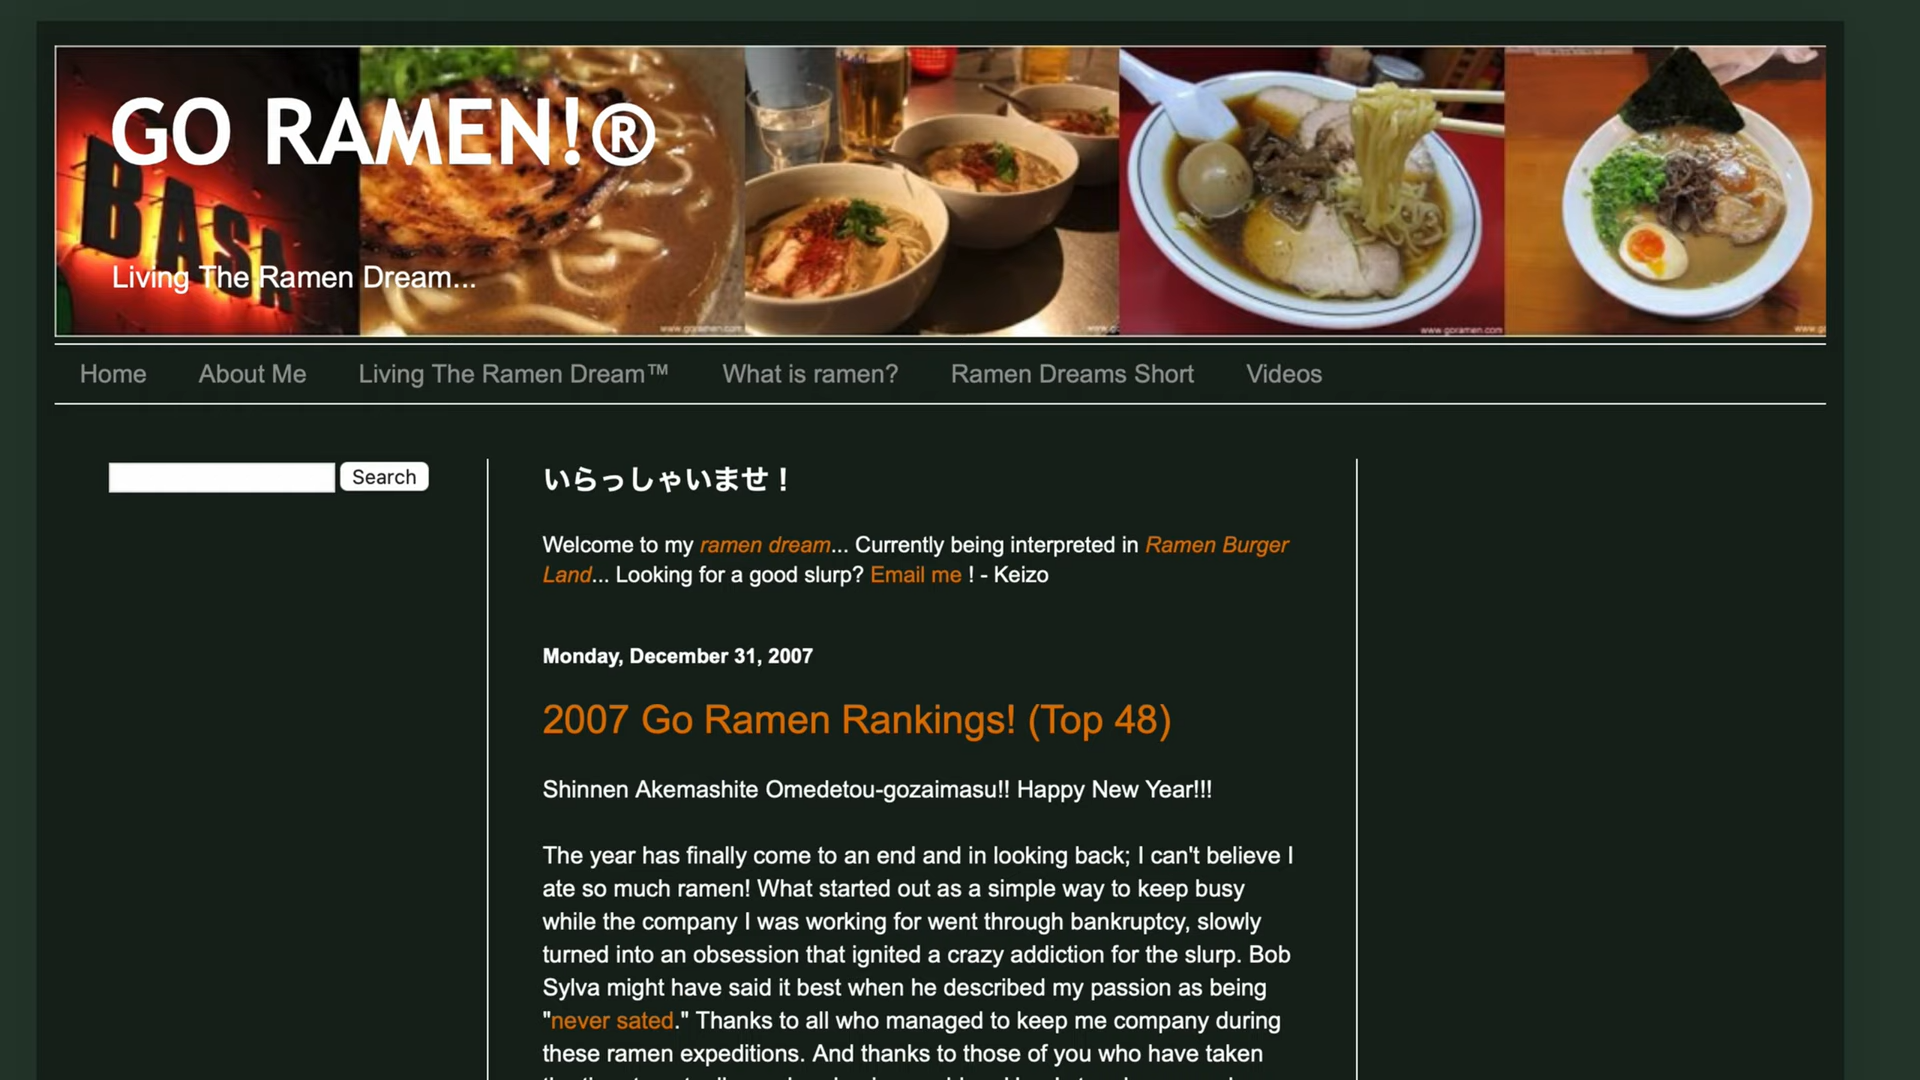 GO RAMEN!®
BASA
Living The Ramen Dream...
www.goramen.com
www.goramen.com
Home About Me Living The Ramen Dream™ What is ramen? Ramen Dreams Short Videos
Search
いらっしゃいませ！
Welcome to my ramen dream... Currently being interpreted in Ramen Burger
Land... Looking for a good slurp? Email me ! - Keizo
Monday, December 31, 2007
2007 Go Ramen Rankings! (Top 48)
Shinnen Akemashite Omedetou-gozaimasu!! Happy New Year!!!
The year has finally come to an end and in looking back; I can't believe I
ate so much ramen! What started out as a simple way to keep busy
while the company I was working for went through bankruptcy, slowly
turned into an obsession that ignited a crazy addiction for the slurp. Bob
Sylva might have said it best when he described my passion as being
"never sated." Thanks to all who managed to keep me company during
these ramen expeditions. And thanks to those of you who have taken